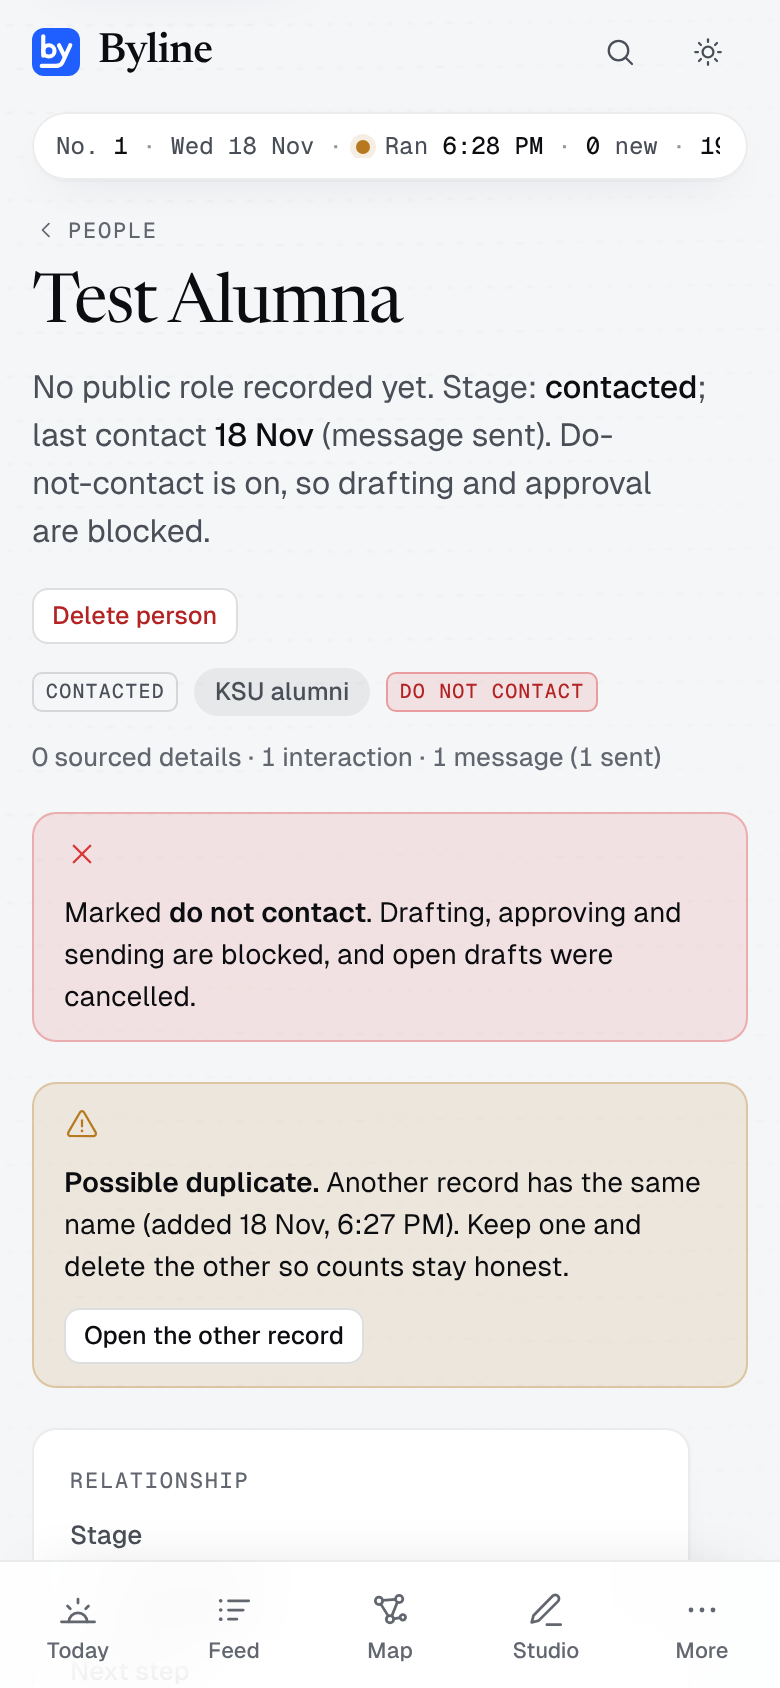 by Byline
No. 1 · Wed 18 Nov · Ran 6:28 PM · 0 new · 19
PEOPLE
Test Alumna
No public role recorded yet. Stage: contacted;
last contact 18 Nov (message sent). Do-
not-contact is on, so drafting and approval
are blocked.
Delete person
CONTACTED KSU alumni DO NOT CONTACT
0 sourced details · 1 interaction · 1 message (1 sent)
Marked do not contact. Drafting, approving and
sending are blocked, and open drafts were
cancelled.
Possible duplicate. Another record has the same
name (added 18 Nov, 6:27 PM). Keep one and
delete the other so counts stay honest.
Open the other record
RELATIONSHIP
Stage
Today Feed Map Studio More
Next step